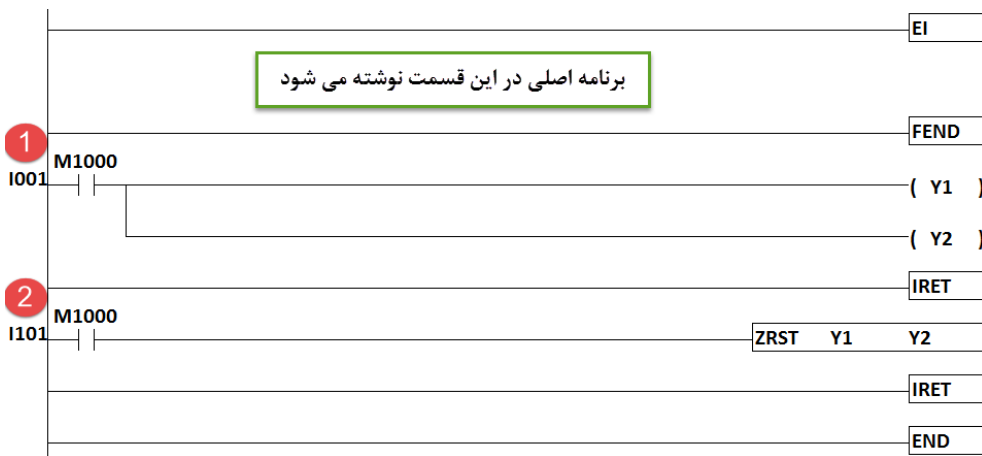 EI
برنامه اصلی در این قسمت نوشته می شود
1
FEND
M1000
I001
( Y1 )
( Y2 )
2
IRET
M1000
I101
ZRST Y1 Y2
IRET
END